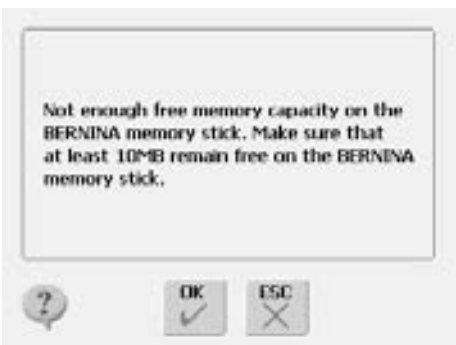 Not enough free memory capacity on the
BERNINA memory stick. Make sure that
at least 10MB remain free on the BERNINA
memory stick.
?
OK
ESC